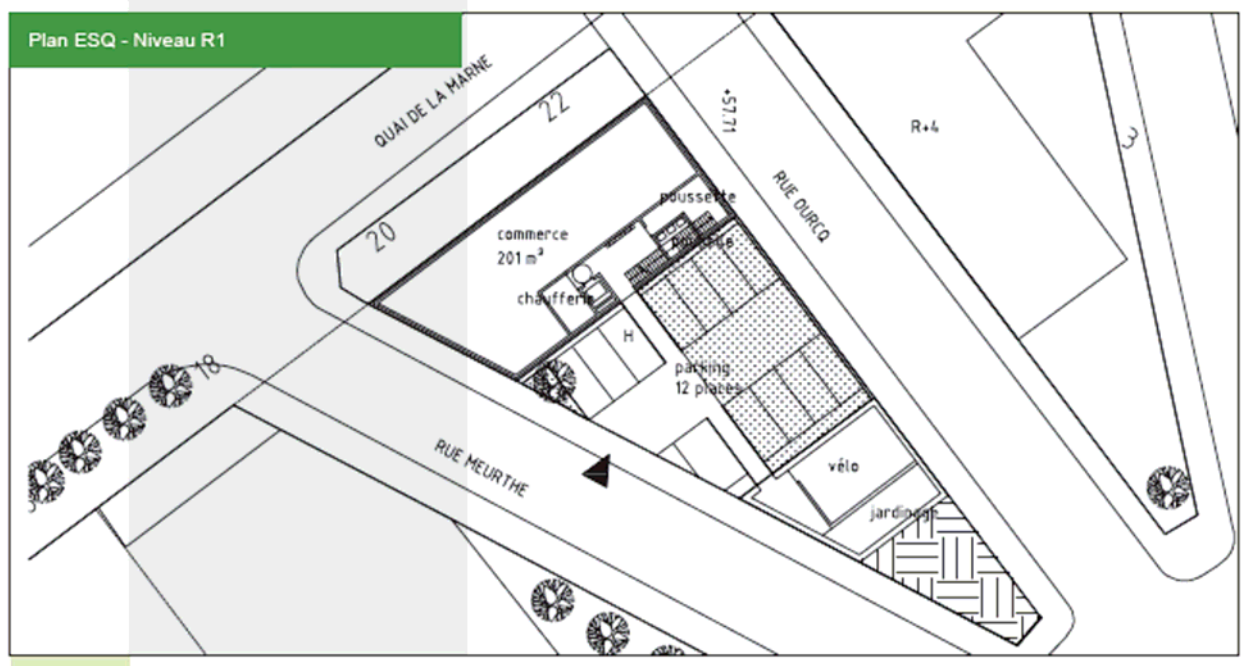 Plan ESQ - Niveau R1
QUAI DE LA MARNE
22
20
18
+57.71
R+4
3
RUE OURCQ
poussette
commerce
201 m²
chaufferie
H
parking
12 places
RUE MEURTHE
vélo
jardinage